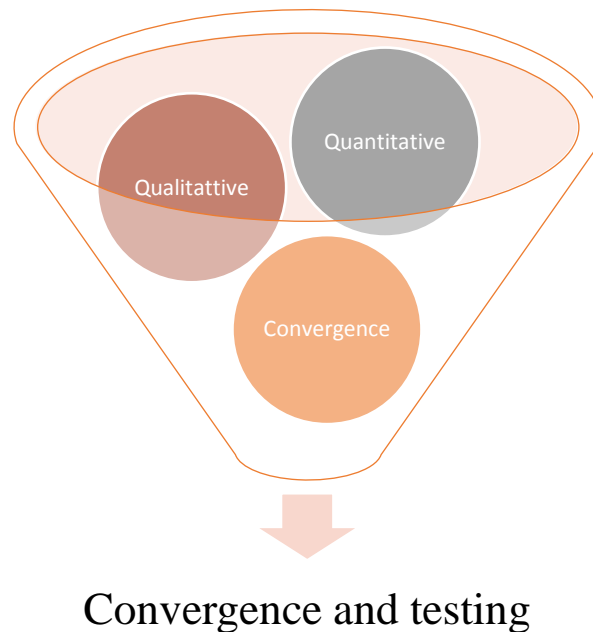 Quantitative
Qualitattive
Convergence
Convergence and testing